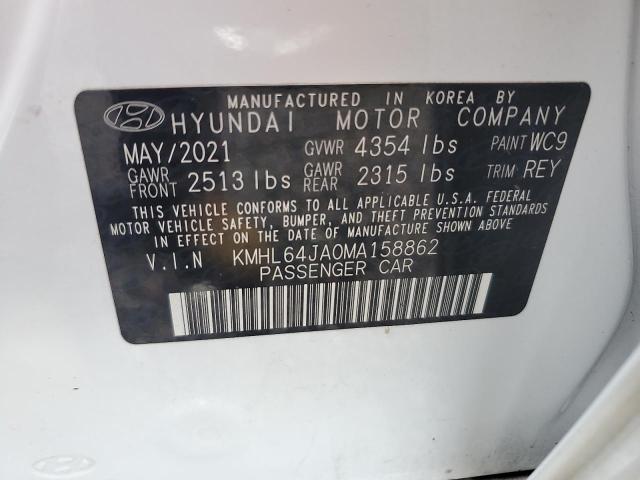 MANUFACTURED IN KOREA BY
HYUNDAI MOTOR COMPANY
MAY/2021 GVWR 4354 lbs PAINT WC9
GAWR FRONT 2513 lbs GAWR REAR 2315 lbs TRIM: REY
THIS VEHICLE CONFORMS TO ALL APPLICABLE U.S.A. FEDERAL
MOTOR VEHICLE SAFETY, BUMPER, AND THEFT PREVENTION STANDARDS
IN EFFECT ON THE DATE OF MANUFACTURE SHOWN ABOVE
V.I.N KMHL64JA0MA158862
PASSENGER CAR